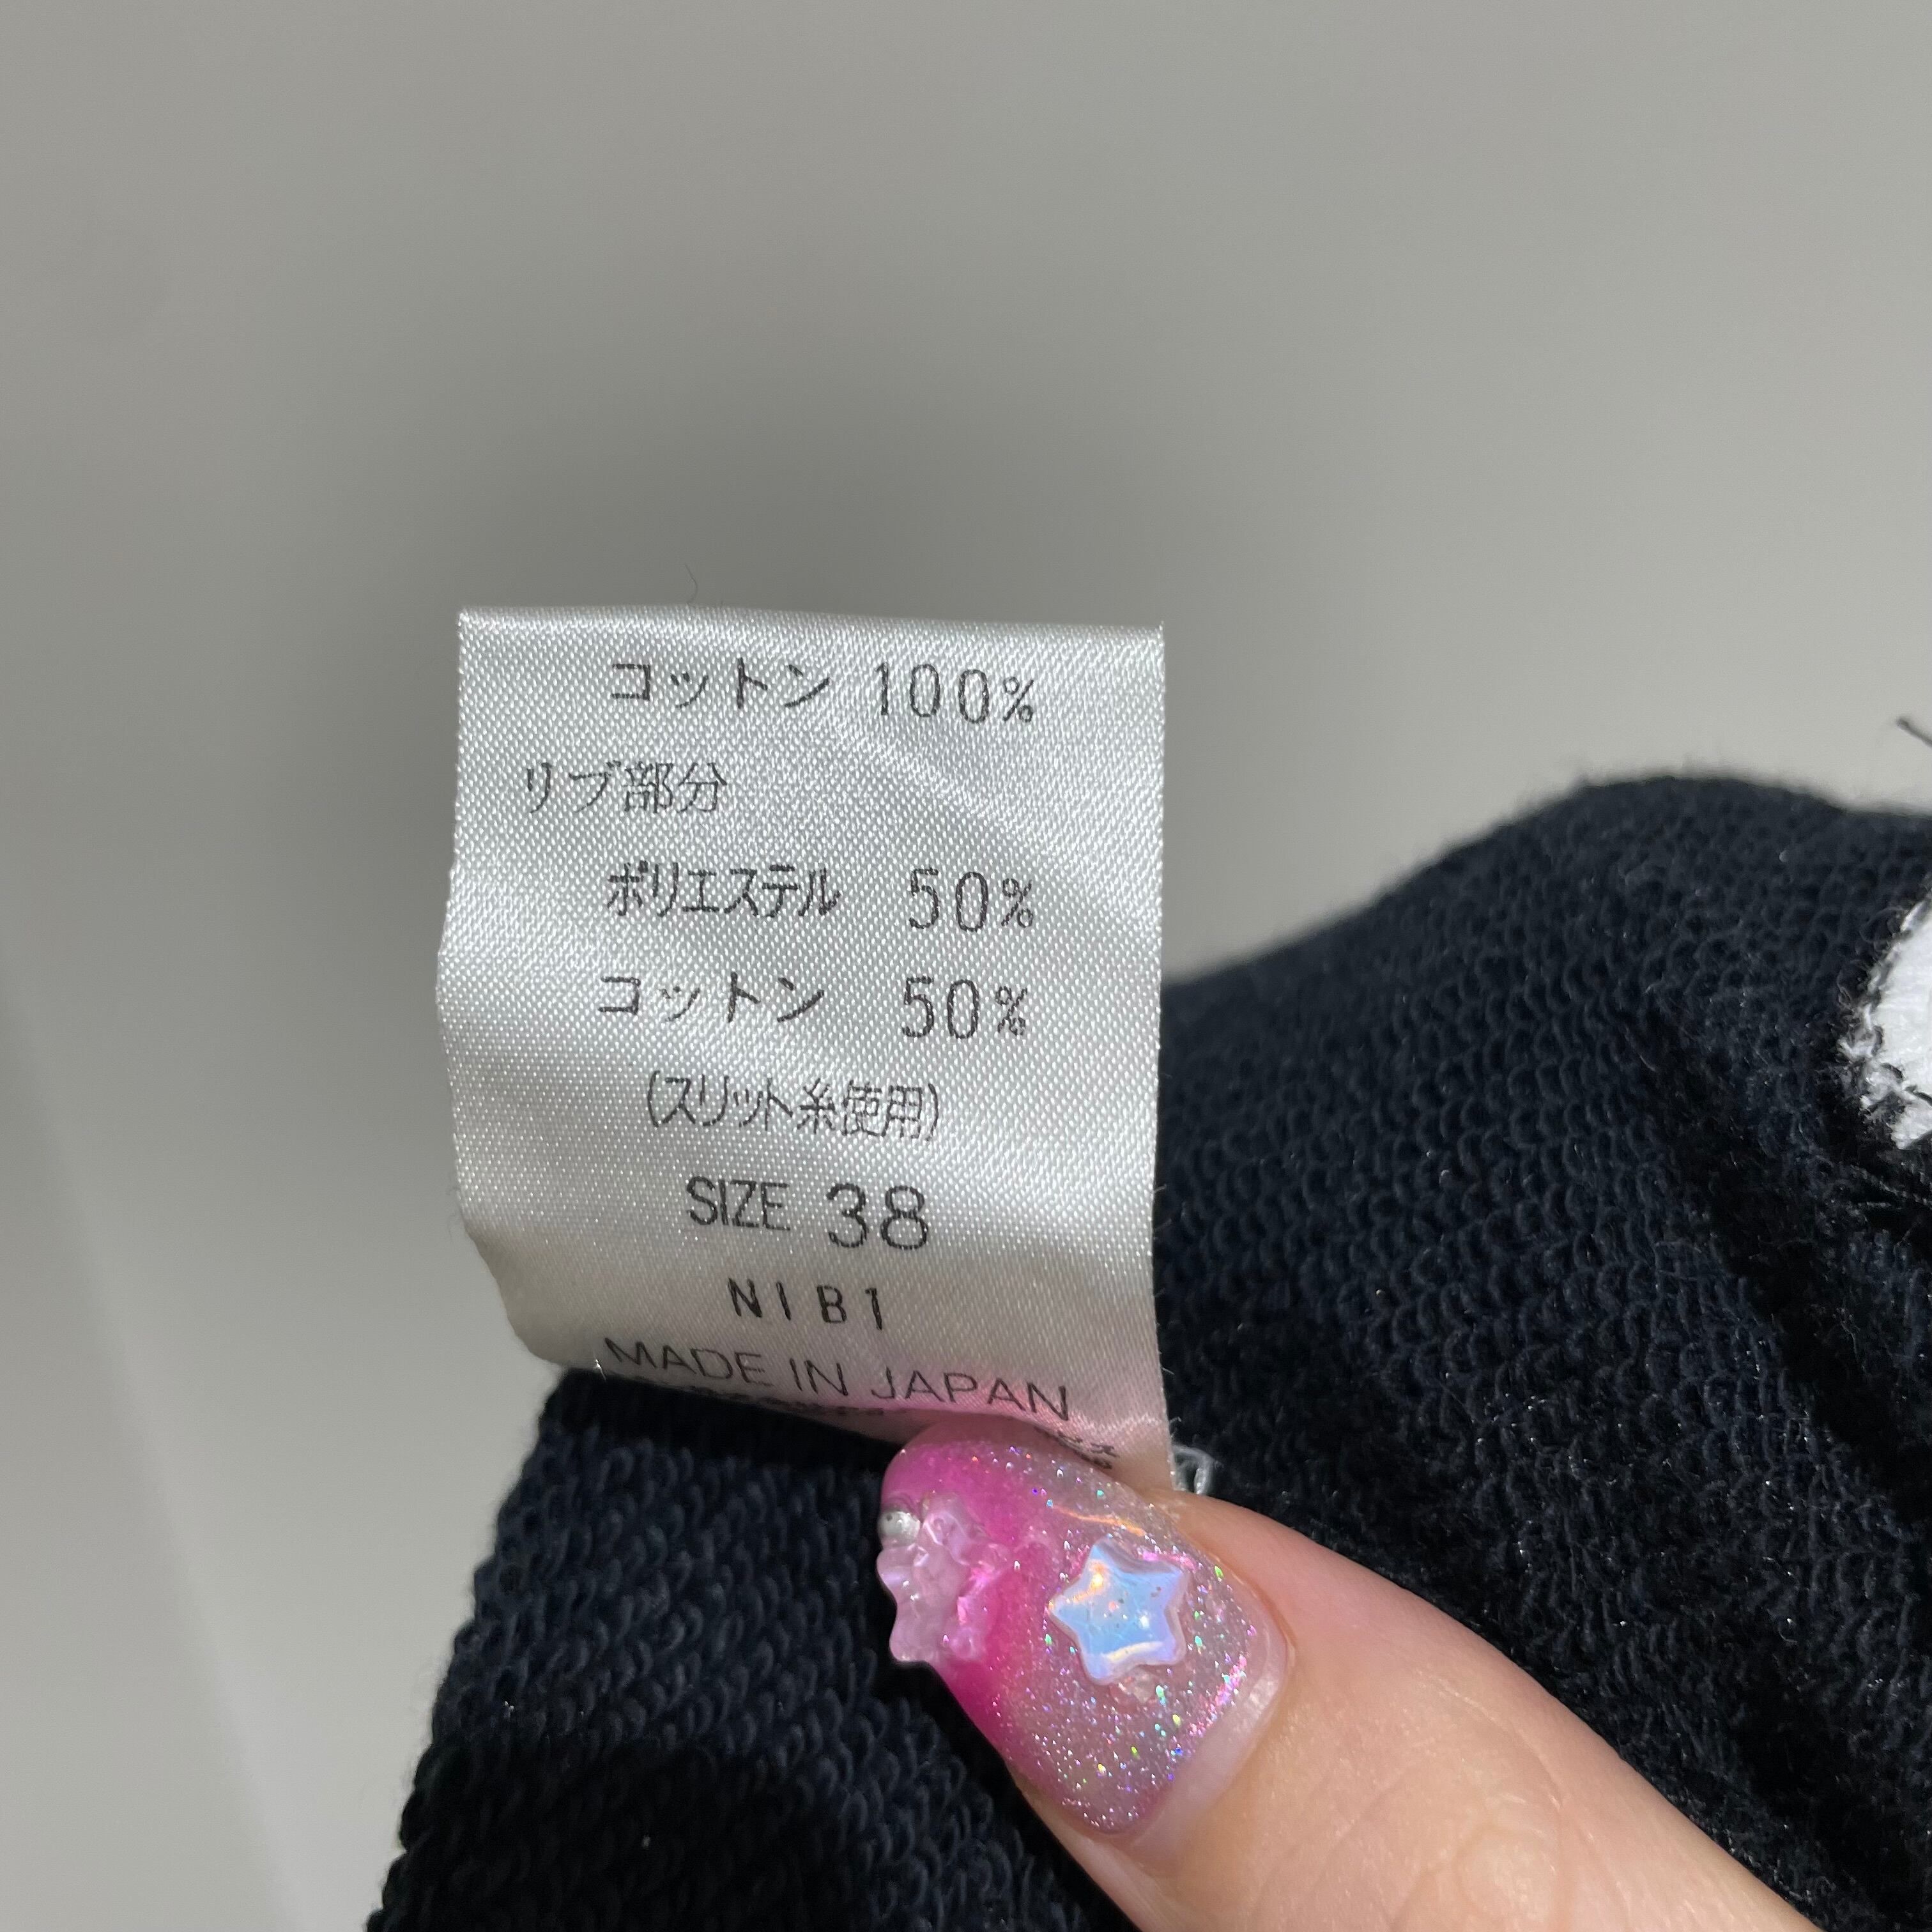 コットン 100%
リブ部分
ポリエステル 50%
コットン 50%
(スリット糸使用)
SIZE 38
NIB1
MADE IN JAPAN